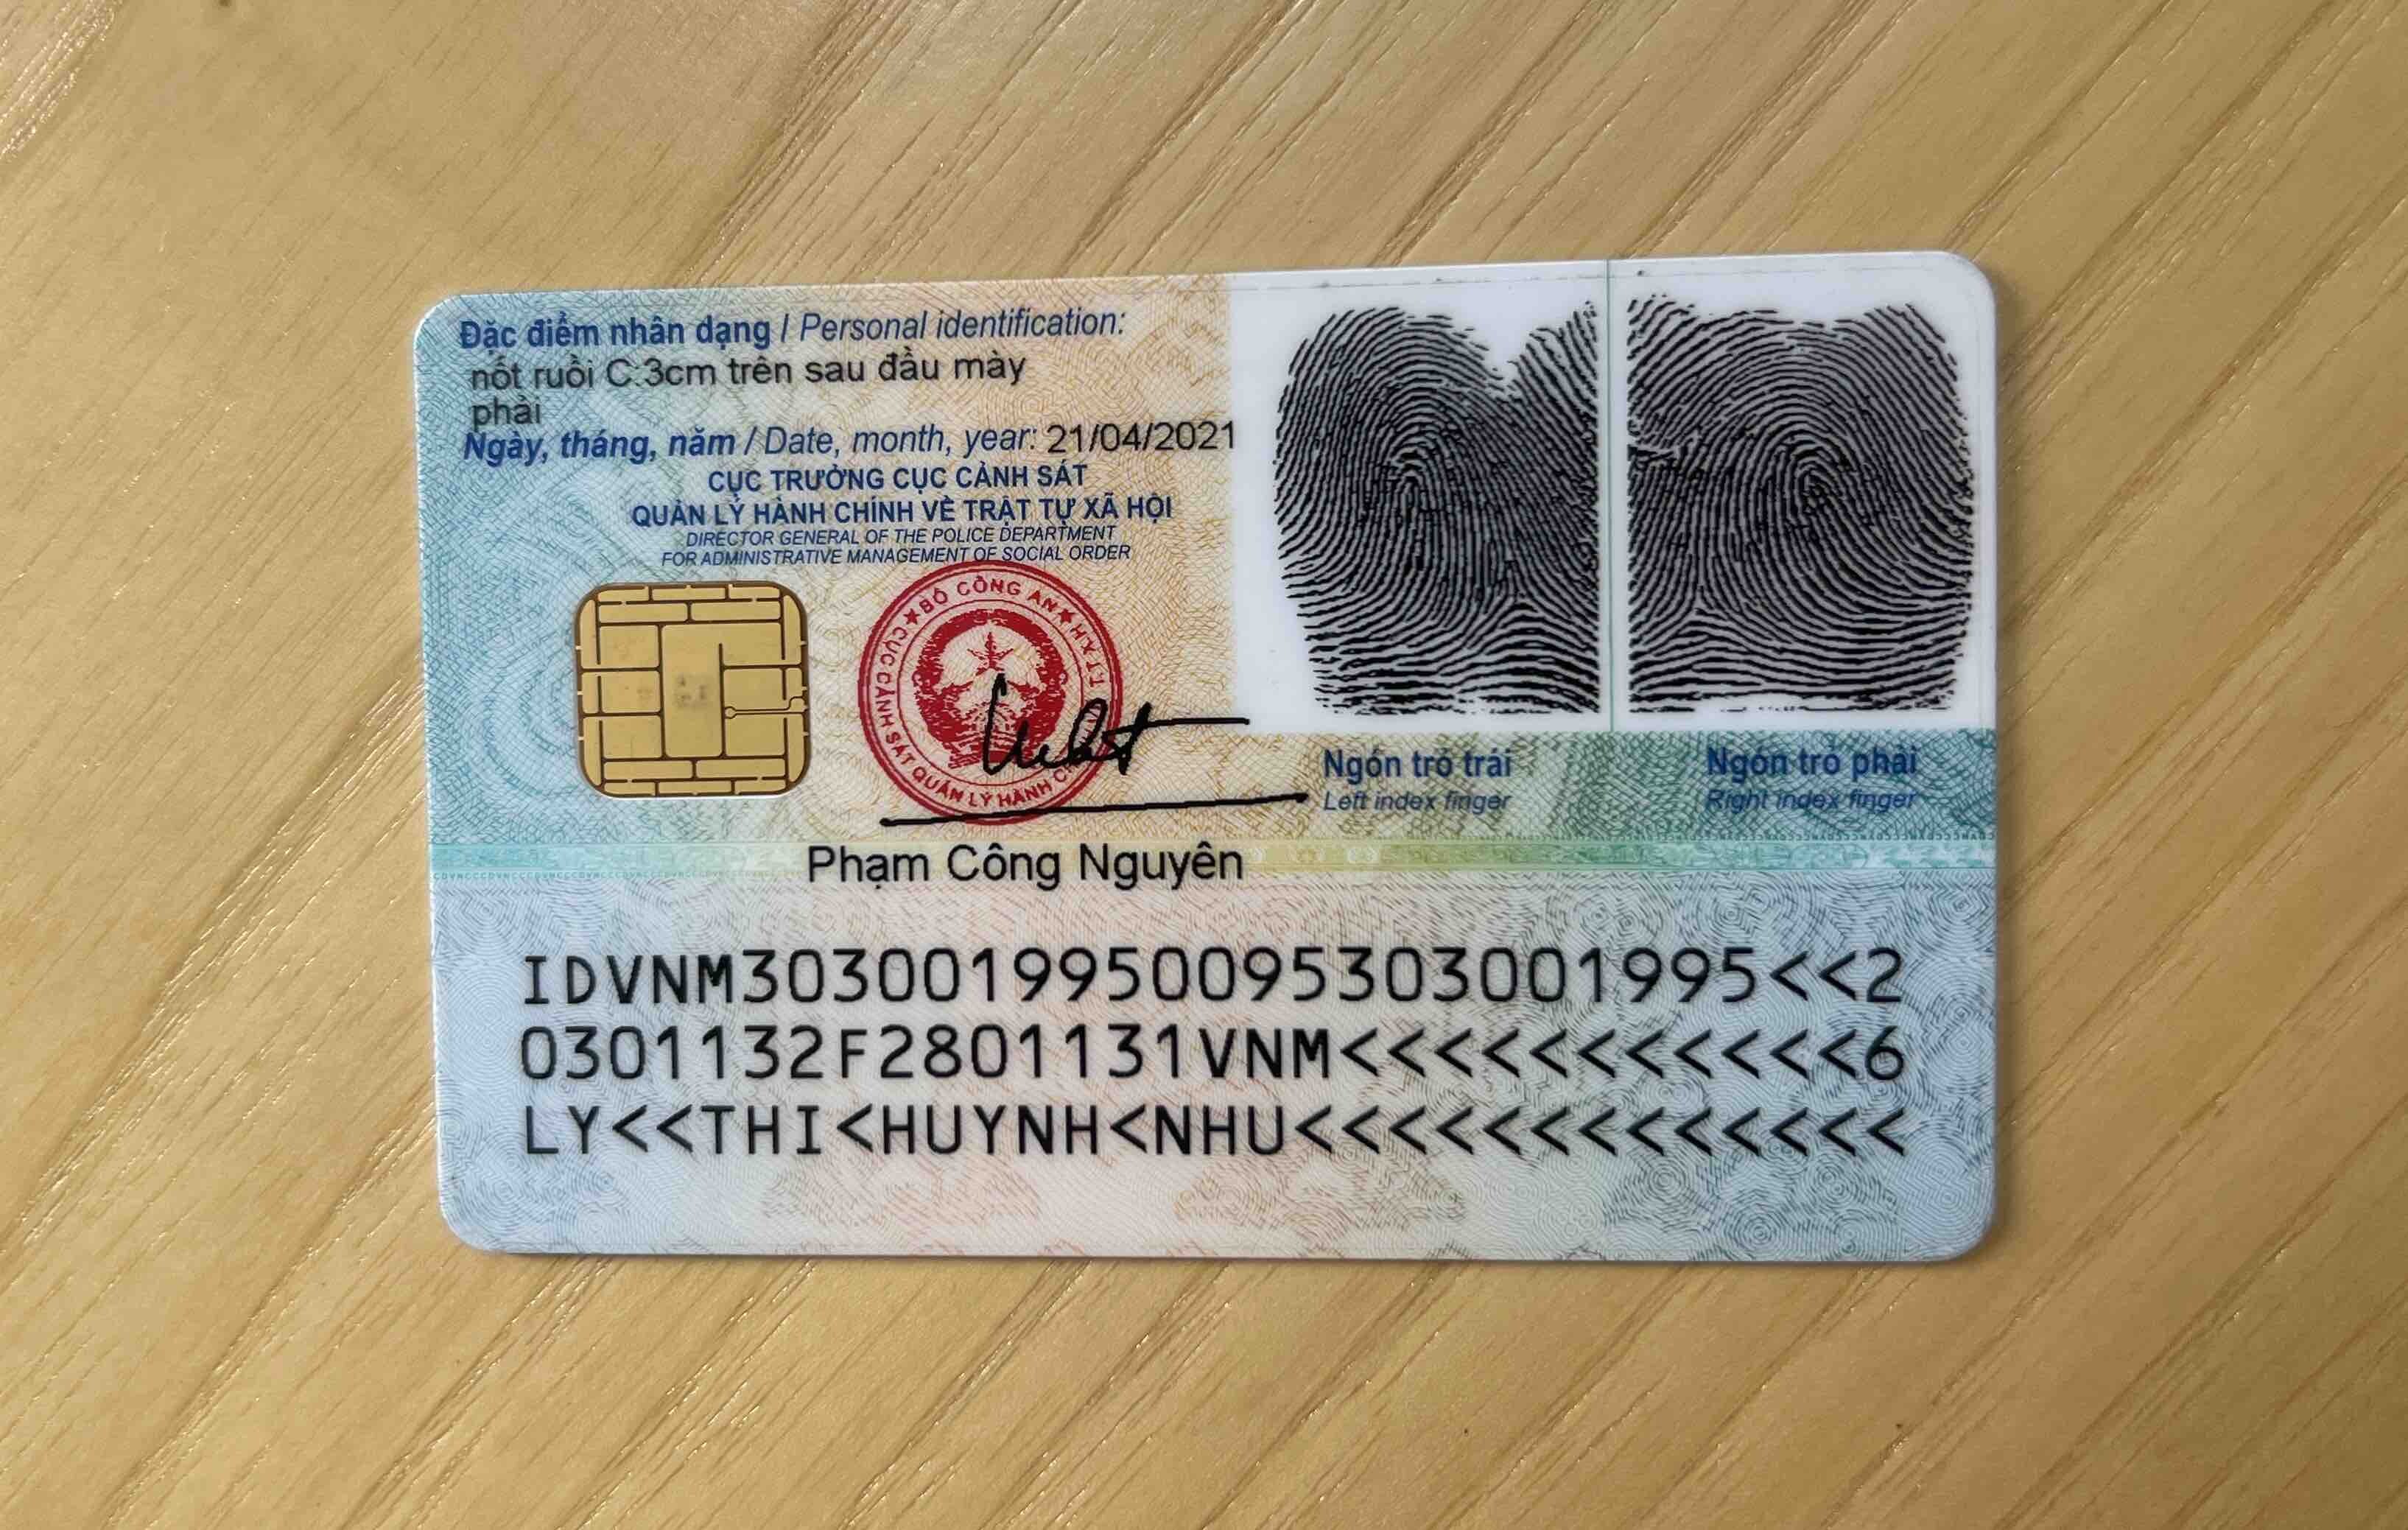 Đặc điểm nhân dạng / Personal identification:
nốt ruồi C:3cm trên sau đầu mày
phải
Ngày, tháng, năm / Date, month, year: 21/04/2021
CỤC TRƯỞNG CỤC CẢNH SÁT
QUẢN LÝ HÀNH CHÍNH VỀ TRẬT TỰ XÃ HỘI
DIRECTOR GENERAL OF THE POLICE DEPARTMENT
FOR ADMINISTRATIVE MANAGEMENT OF SOCIAL ORDER
BỘ CÔNG AN
CỤC CẢNH SÁT QUẢN LÝ HÀNH
Ngón trỏ trái
Left index finger
Ngón trỏ phải
Right index finger
Phạm Công Nguyên
IDVNM3030019950095303001995<<2
0301132F2801131VNM<<<<<<<<<<<6
LY<<THI<HUYNH<NHU<<<<<<<<<<<<<